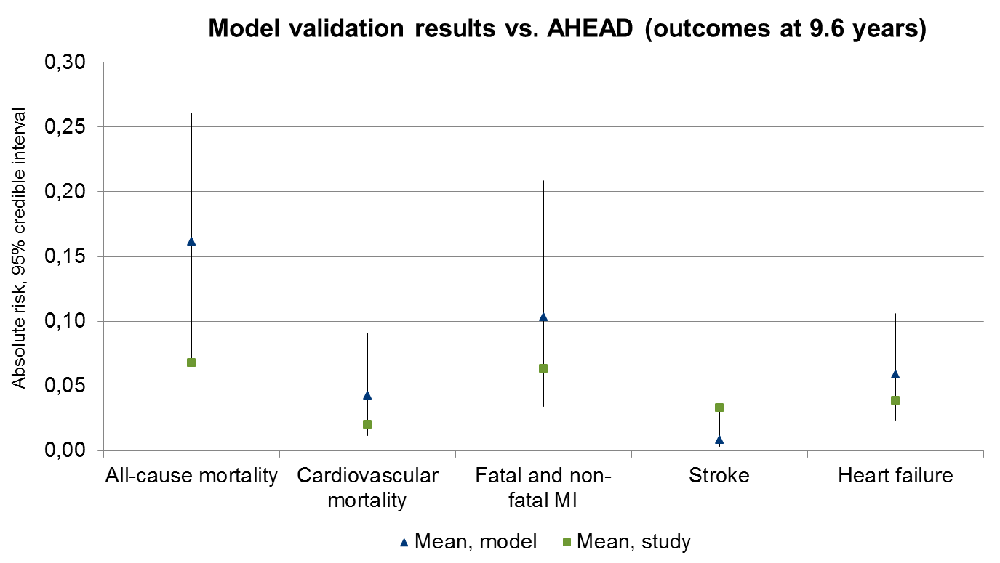 Model validation results vs. AHEAD (outcomes at 9.6 years)
Absolute risk, 95% credible interval
0,30
0,25
0,20
0,15
0,10
0,05
0,00
All-cause mortality
Cardiovascular
mortality
Fatal and non-
fatal MI
Stroke
Heart failure
Mean, model
Mean, study